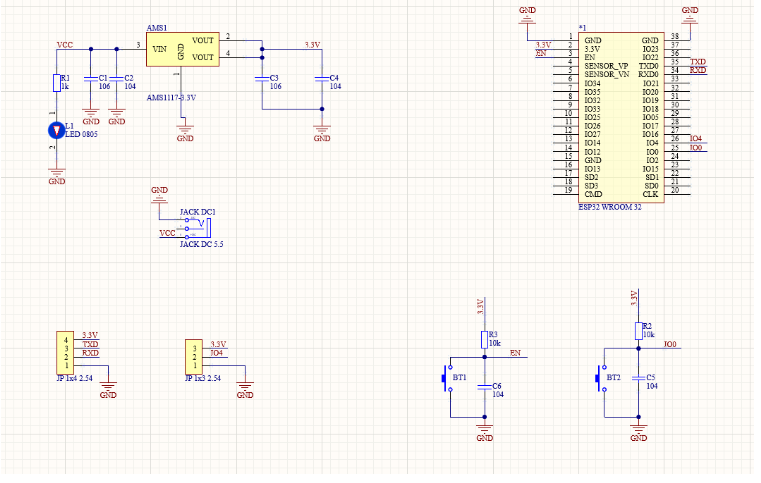 AMS1
VCC
3
VIN
GND
VOUT
VOUT
2
4
3.3V
1
AMS1117-3.3V
R1
1k
C1
106
C2
104
C3
106
C4
104
GND
GND
GND
GND
1
L1
LED 0805
2
GND
GND
JACK DC1
VCC
JACK DC 5.5
GND
GND
*1
3.3V
EN
1 GND GND 38
2 3.3V IO23 37
3 EN IO22 36
4 SENSOR_VP TXD0 35 TXD
5 SENSOR_VN RXD0 34 RXD
6 IO34 IO21 33
7 IO35 IO20 32
8 IO32 IO19 31
9 IO33 IO18 30
10 IO25 IO05 29
11 IO26 IO17 28
12 IO27 IO16 27
13 IO14 IO4 26 IO4
14 IO12 IO0 25 IO0
15 GND IO2 24
16 IO13 IO15 23
17 SD2 SD1 22
18 SD3 SD0 21
19 CMD CLK 20
ESP32 WROOM 32
4 3.3V
3 TXD
2 RXD
1
JP 1x4 2.54
GND
3 3.3V
2 IO4
1
JP 1x3 2.54
GND
3.3V
R3
10k
EN
BT1
C6
104
GND
3.3V
R2
10k
IO0
BT2
C5
104
GND